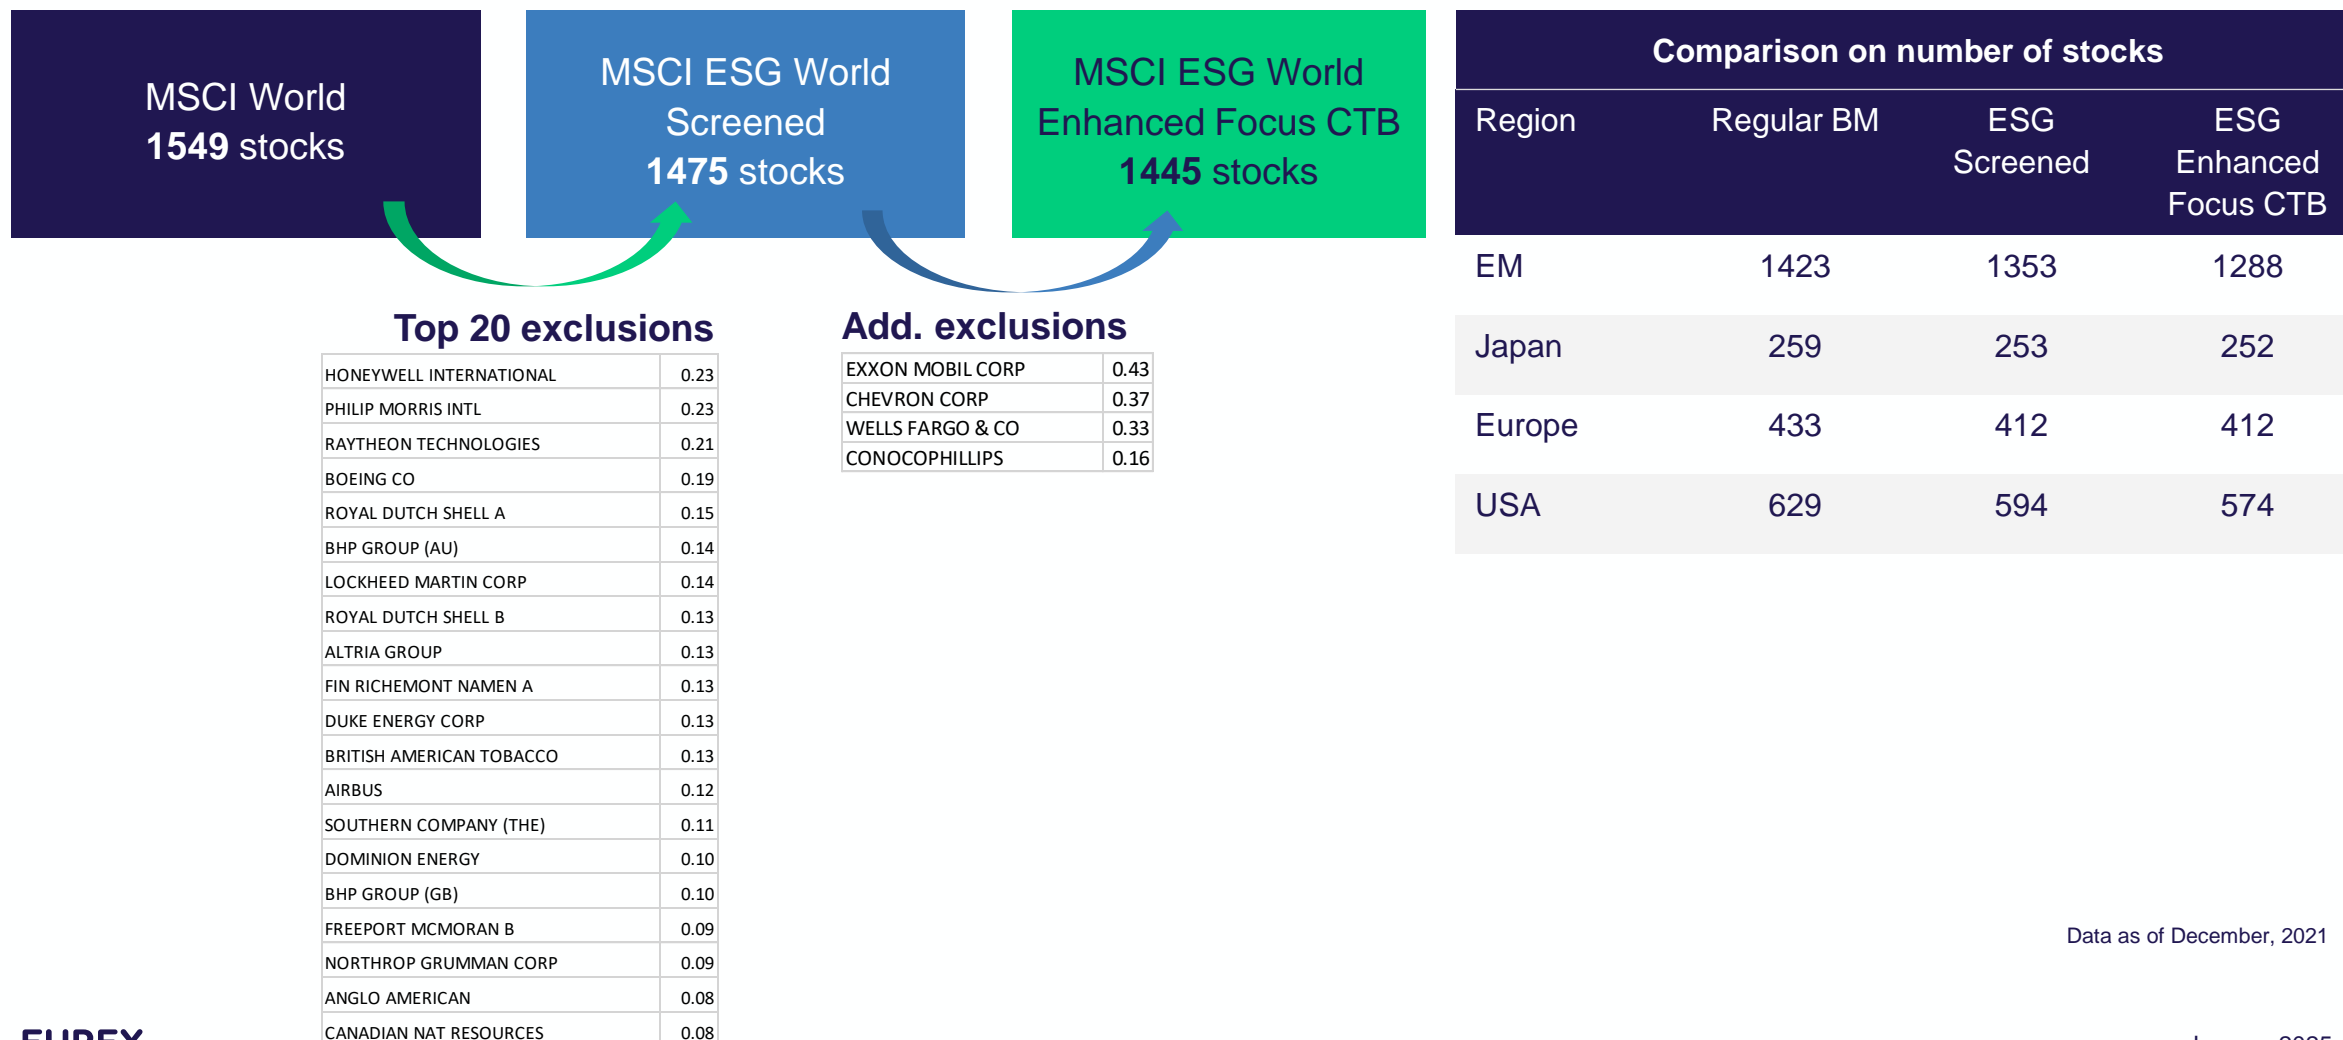 MSCI World
1549 stocks
MSCI ESG World
Screened
1475 stocks
MSCI ESG World
Enhanced Focus CTB
1445 stocks
Top 20 exclusions
HONEYWELL INTERNATIONAL 0.23
PHILIP MORRIS INTL 0.23
RAYTHEON TECHNOLOGIES 0.21
BOEING CO 0.19
ROYAL DUTCH SHELL A 0.15
BHP GROUP (AU) 0.14
LOCKHEED MARTIN CORP 0.14
ROYAL DUTCH SHELL B 0.13
ALTRIA GROUP 0.13
FIN RICHEMONT NAMEN A 0.13
DUKE ENERGY CORP 0.13
BRITISH AMERICAN TOBACCO 0.13
AIRBUS 0.12
SOUTHERN COMPANY (THE) 0.11
DOMINION ENERGY 0.10
BHP GROUP (GB) 0.10
FREEPORT MCMORAN B 0.09
NORTHROP GRUMMAN CORP 0.09
ANGLO AMERICAN 0.08
CANADIAN NAT RESOURCES 0.08
Add. exclusions
EXXON MOBIL CORP 0.43
CHEVRON CORP 0.37
WELLS FARGO & CO 0.33
CONOCOPHILLIPS 0.16
Comparison on number of stocks
Region Regular BM ESG Screened ESG Enhanced Focus CTB
EM 1423 1353 1288
Japan 259 253 252
Europe 433 412 412
USA 629 594 574
Data as of December, 2021
EUREX